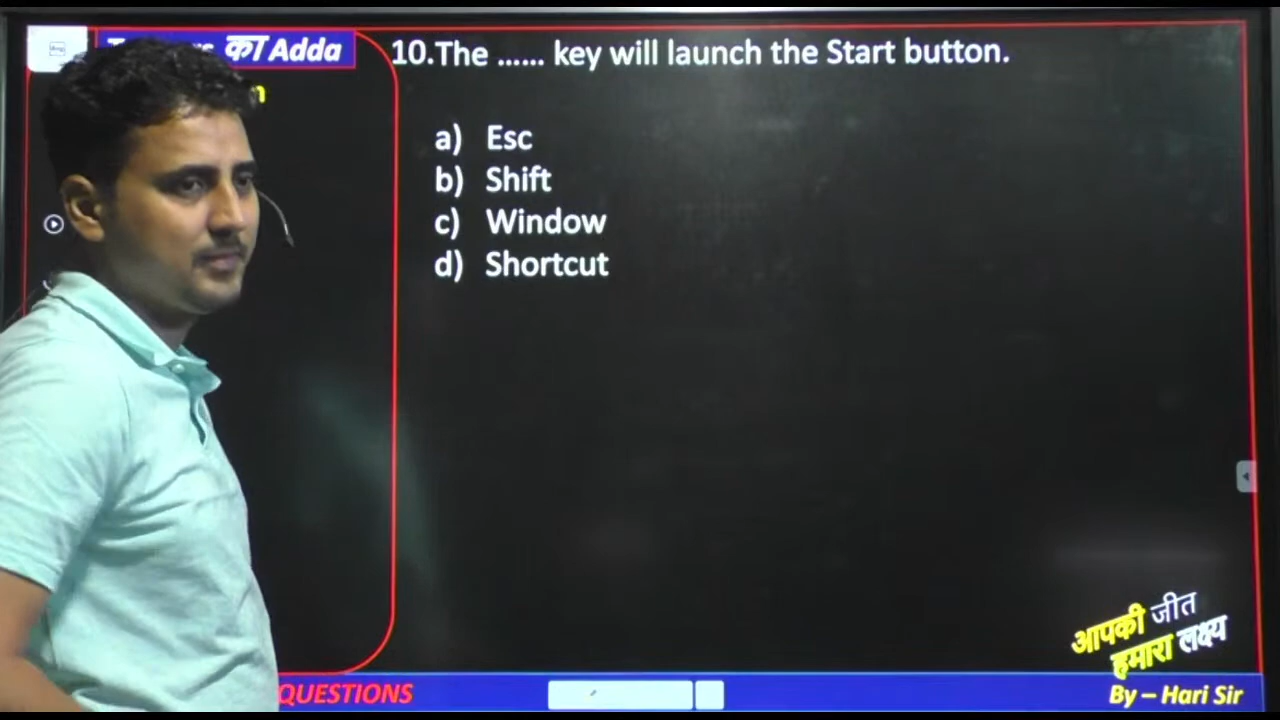 का Adda
10.The ...... key will launch the Start button.
a) Esc
b) Shift
c) Window
d) Shortcut
आपकी जीत
हमारा लक्ष्य
QUESTIONS
By – Hari Sir